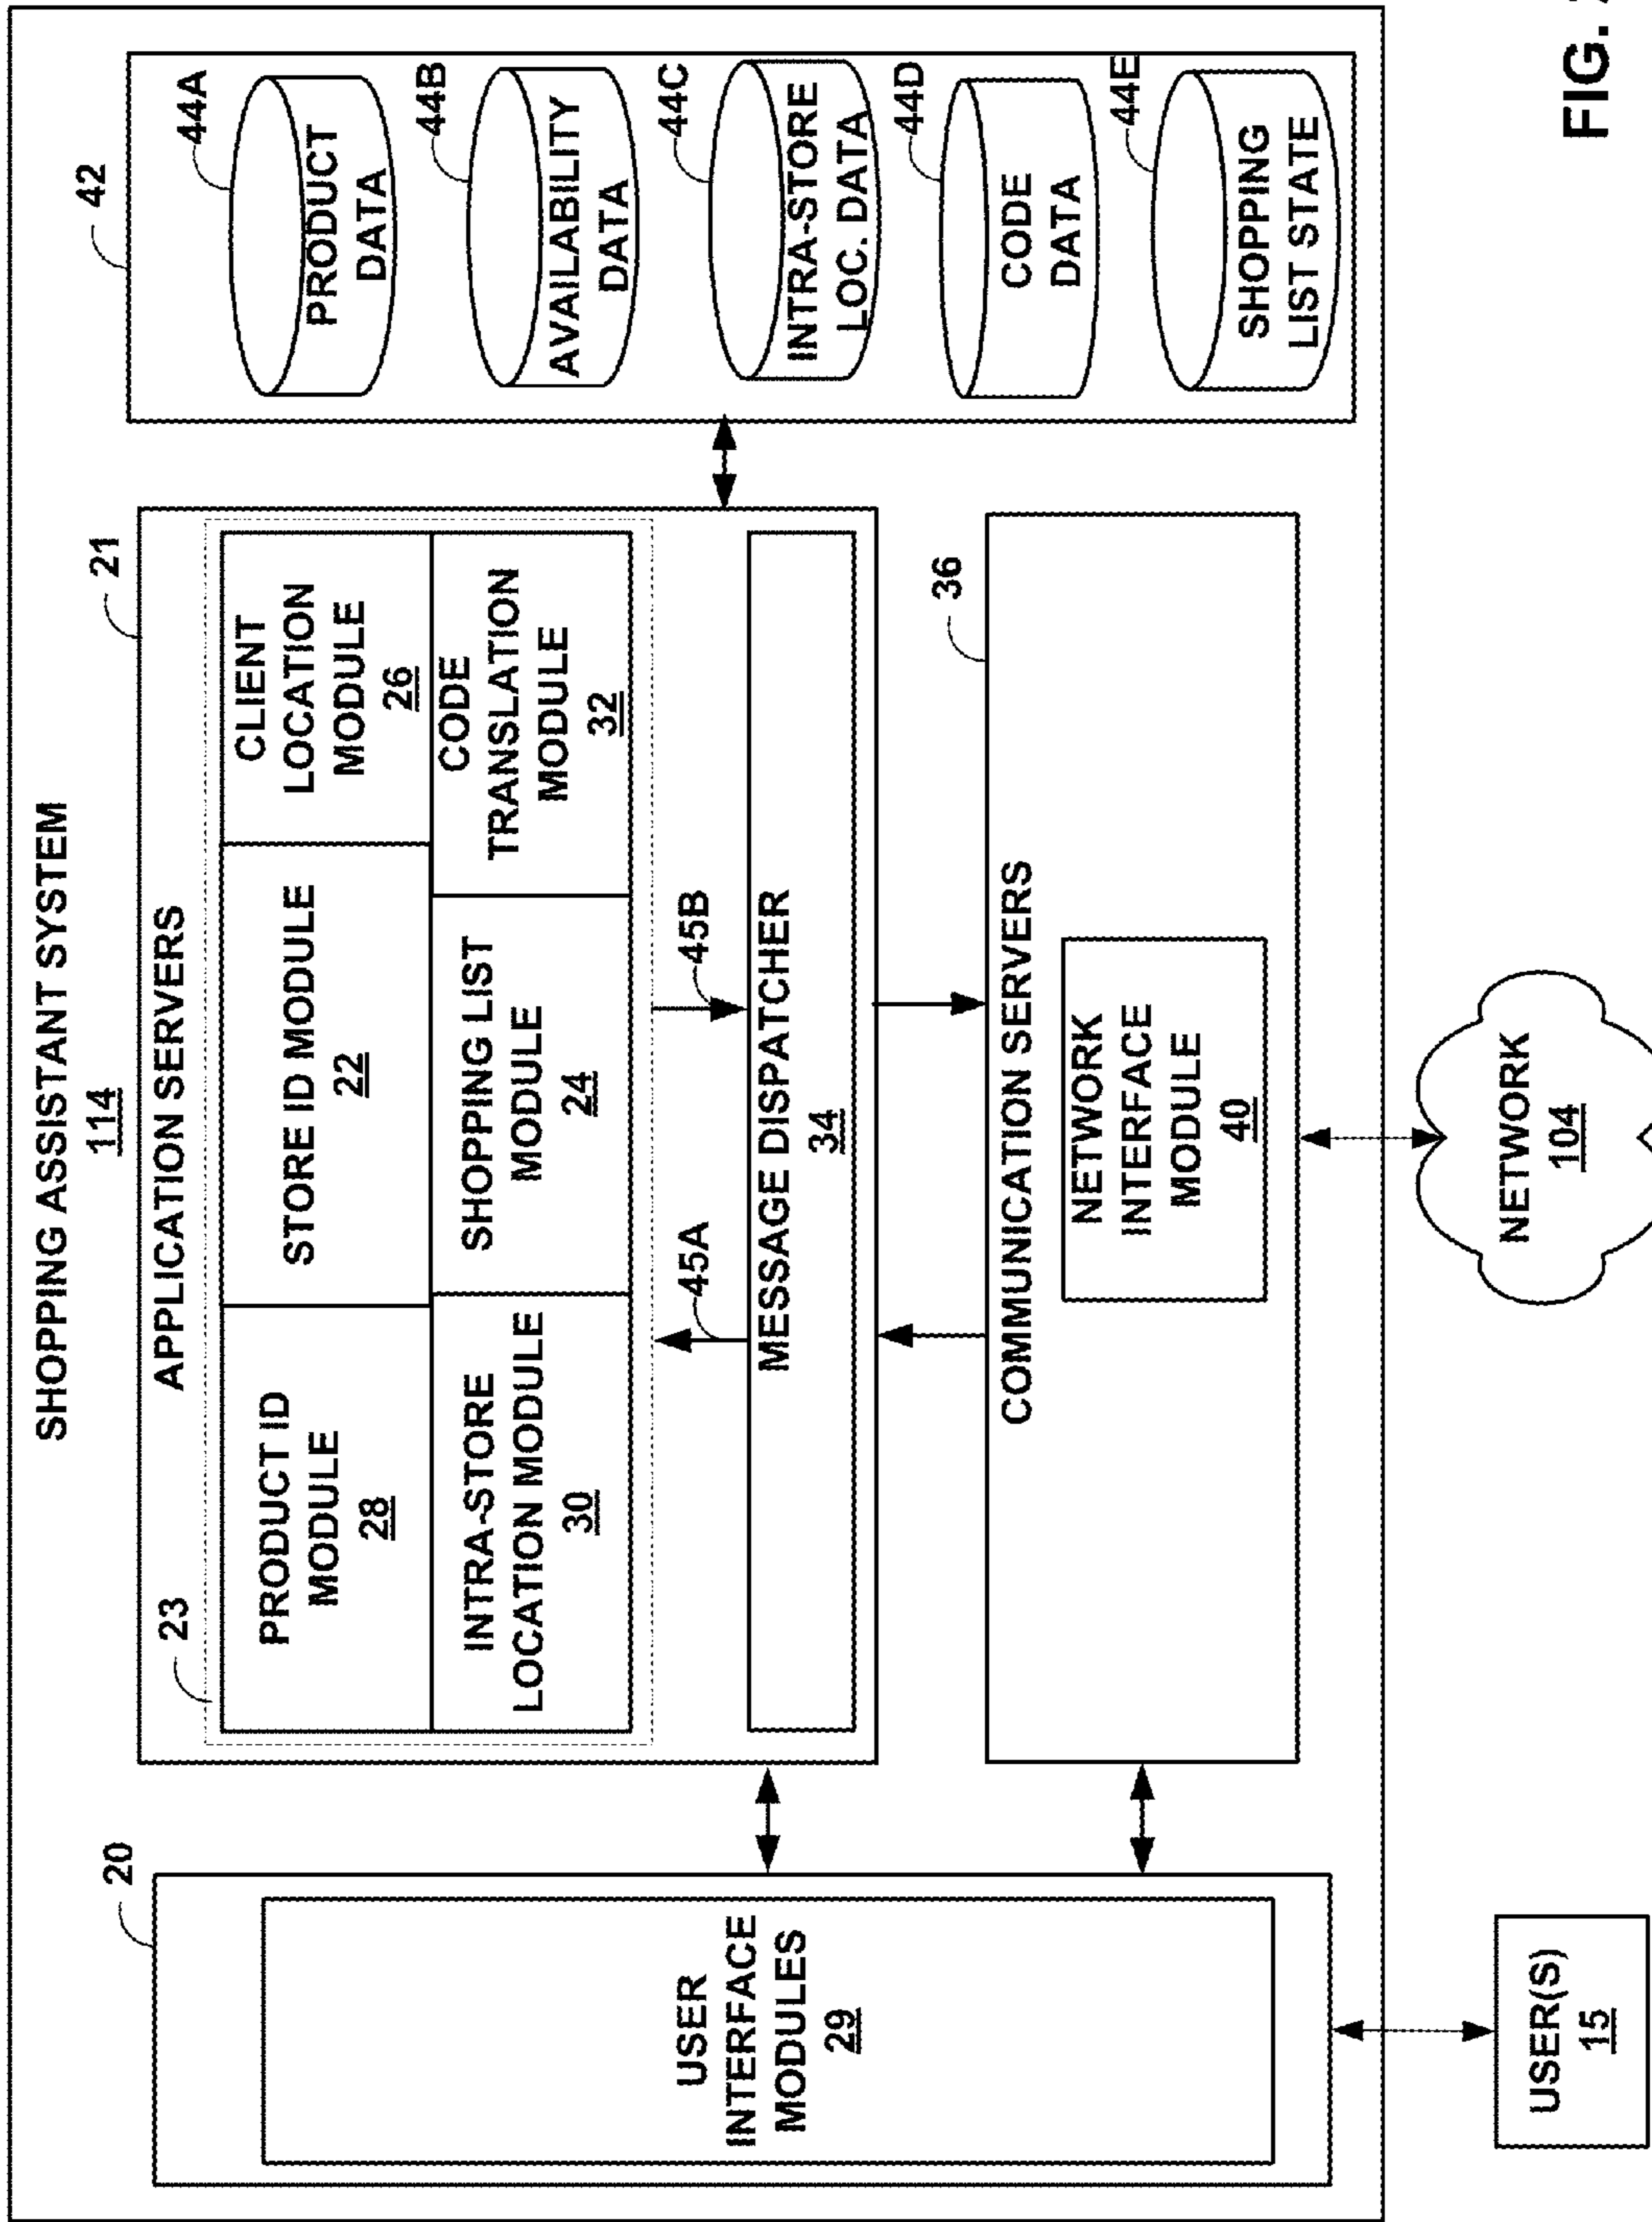 SHOPPING ASSISTANT SYSTEM
114
20
USER
INTERFACE
MODULES
29
USER(S)
15
21
APPLICATION SERVERS
23
PRODUCT ID
MODULE
28
STORE ID MODULE
22
CLIENT
LOCATION
MODULE
26
INTRA-STORE
LOCATION MODULE
30
SHOPPING LIST
MODULE
24
CODE
TRANSLATION
MODULE
32
45A
45B
MESSAGE DISPATCHER
34
36
COMMUNICATION SERVERS
NETWORK
INTERFACE
MODULE
40
NETWORK
104
42
44A
PRODUCT
DATA
44B
AVAILABILITY
DATA
44C
INTRA-STORE
LOC. DATA
44D
CODE
DATA
44E
SHOPPING
LIST STATE
FIG.